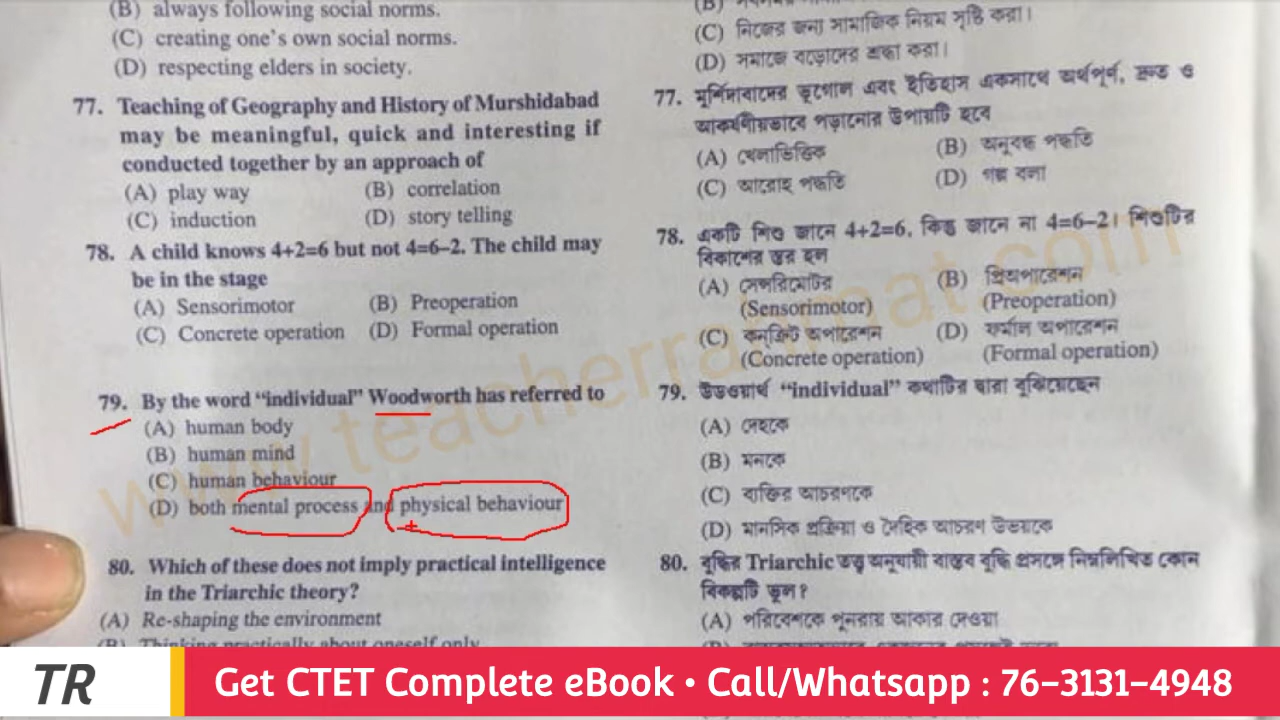 (B) always following social norms.
(C) creating one's own social norms.
(D) respecting elders in society.
77. Teaching of Geography and History of Murshidabad
may be meaningful, quick and interesting if
conducted together by an approach of
(A) play way (B) correlation
(C) induction (D) story telling
78. A child knows 4+2=6 but not 4=6–2. The child may
be in the stage
(A) Sensorimotor (B) Preoperation
(C) Concrete operation (D) Formal operation
79. By the word "individual" Woodworth has referred to
(A) human body
(B) human mind
(C) human behaviour
(D) both mental process and physical behaviour
80. Which of these does not imply practical intelligence
in the Triarchic theory?
(A) Re-shaping the environment
(B) Thinking practically about oneself only
(C) নিজের জন্য সামাজিক নিয়ম সৃষ্টি করা।
(D) সমাজে বড়োদের শ্রদ্ধা করা।
77. মুর্শিদাবাদের ভূগোল এবং ইতিহাস একসাথে অর্থপূর্ণ, দ্রুত ও
আকর্ষণীয়ভাবে পড়ানোর উপায়টি হবে
(A) খেলাভিত্তিক (B) অনুবন্ধ পদ্ধতি
(C) আরোহ পদ্ধতি (D) গল্প বলা
78. একটি শিশু জানে 4+2=6, কিন্তু জানে না 4=6–2। শিশুটির
বিকাশের স্তর হল
(A) সেন্সরিমোটর (B) প্রিঅপারেশন
(Sensorimotor) (Preoperation)
(C) কন্‌ক্রিট অপারেশন (D) ফর্মাল অপারেশন
(Concrete operation) (Formal operation)
79. উডওয়ার্থ "individual" কথাটির দ্বারা বুঝিয়েছেন
(A) দেহকে
(B) মনকে
(C) ব্যক্তির আচরণকে
(D) মানসিক প্রক্রিয়া ও দৈহিক আচরণ উভয়কে
80. বুদ্ধির Triarchic তত্ত্ব অনুযায়ী বাস্তব বুদ্ধি প্রসঙ্গে নিম্নলিখিত কোন
বিকল্পটি ভুল?
(A) পরিবেশকে পুনরায় আকার দেওয়া
www.teacherrahmat.com
TR
Get CTET Complete eBook • Call/Whatsapp : 76-3131-4948